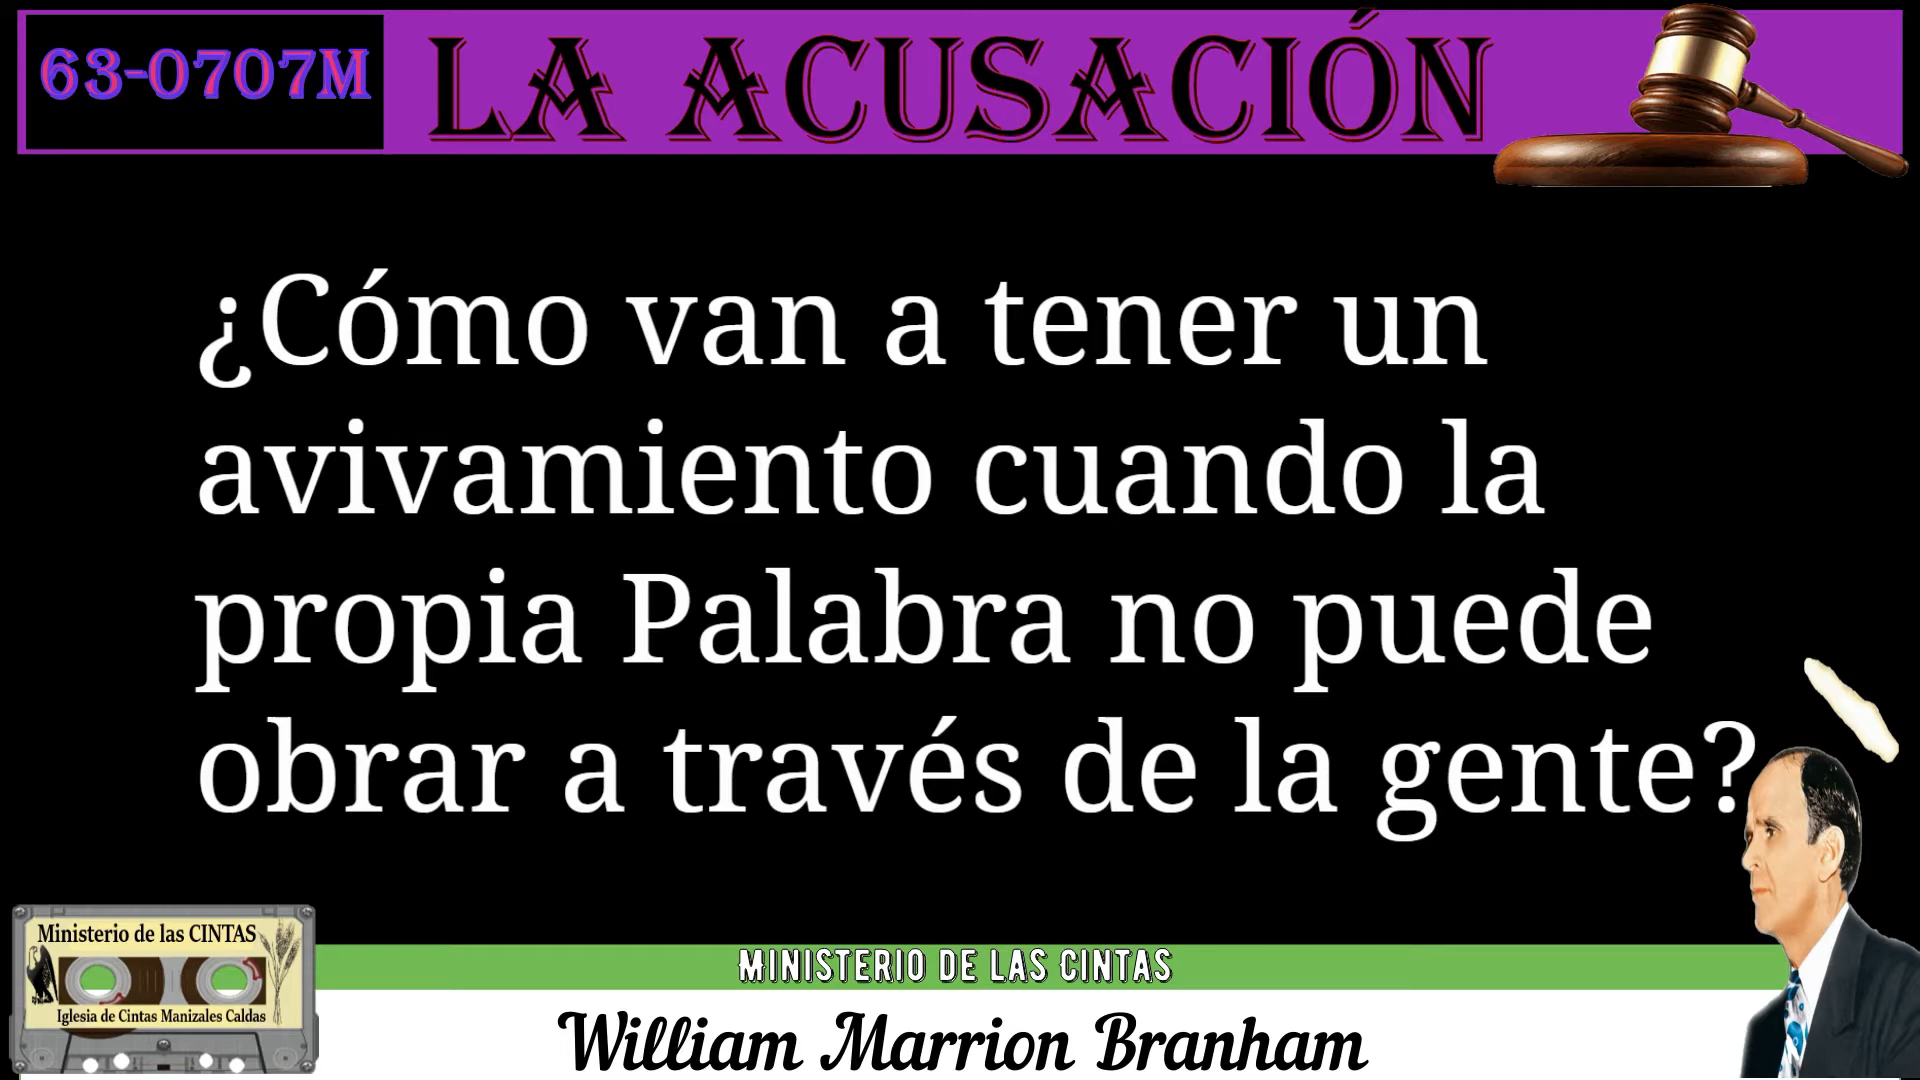 63-0707M
LA ACUSACIÓN
¿Cómo van a tener un
avivamiento cuando la
propia Palabra no puede
obrar a través de la gente?
Ministerio de las CINTAS
Iglesia de Cintas Manizales Caldas
MINISTERIO DE LAS CINTAS
William Marrion Branham